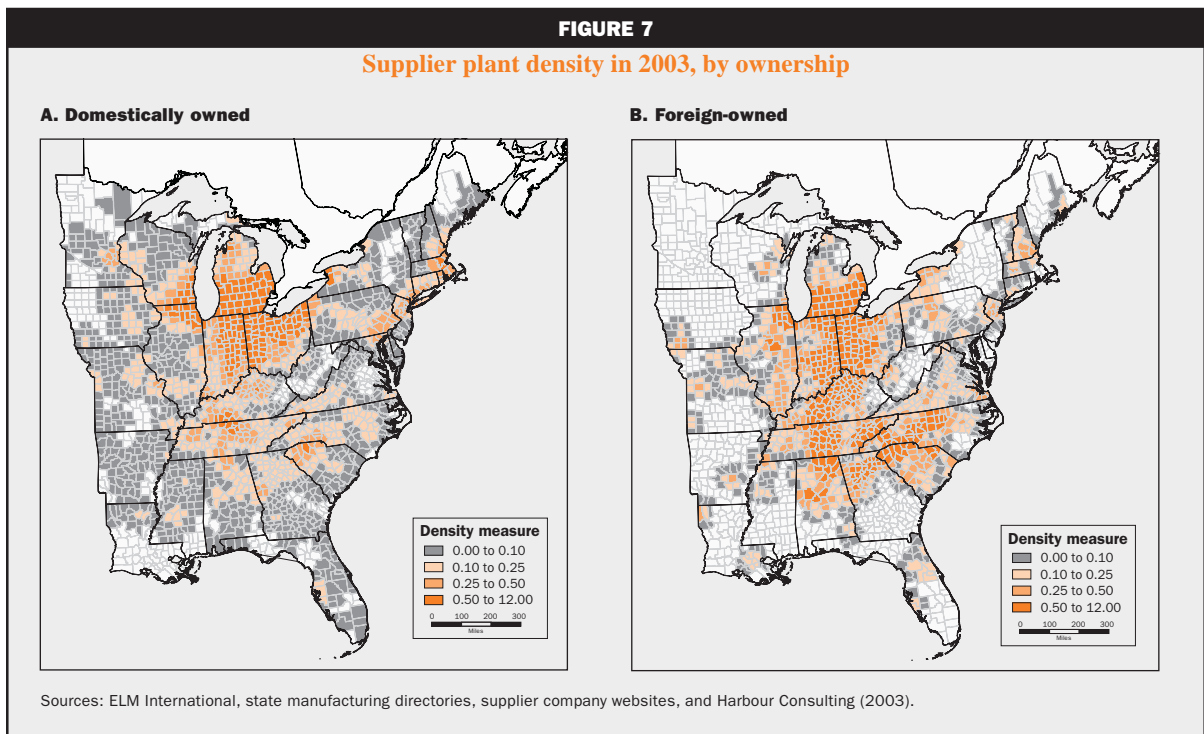 FIGURE 7
Supplier plant density in 2003, by ownership
A. Domestically owned
Density measure
0.00 to 0.10
0.10 to 0.25
0.25 to 0.50
0.50 to 12.00
0 100 200 300
Miles
B. Foreign-owned
Density measure
0.00 to 0.10
0.10 to 0.25
0.25 to 0.50
0.50 to 12.00
0 100 200 300
Miles
Sources: ELM International, state manufacturing directories, supplier company websites, and Harbour Consulting (2003).